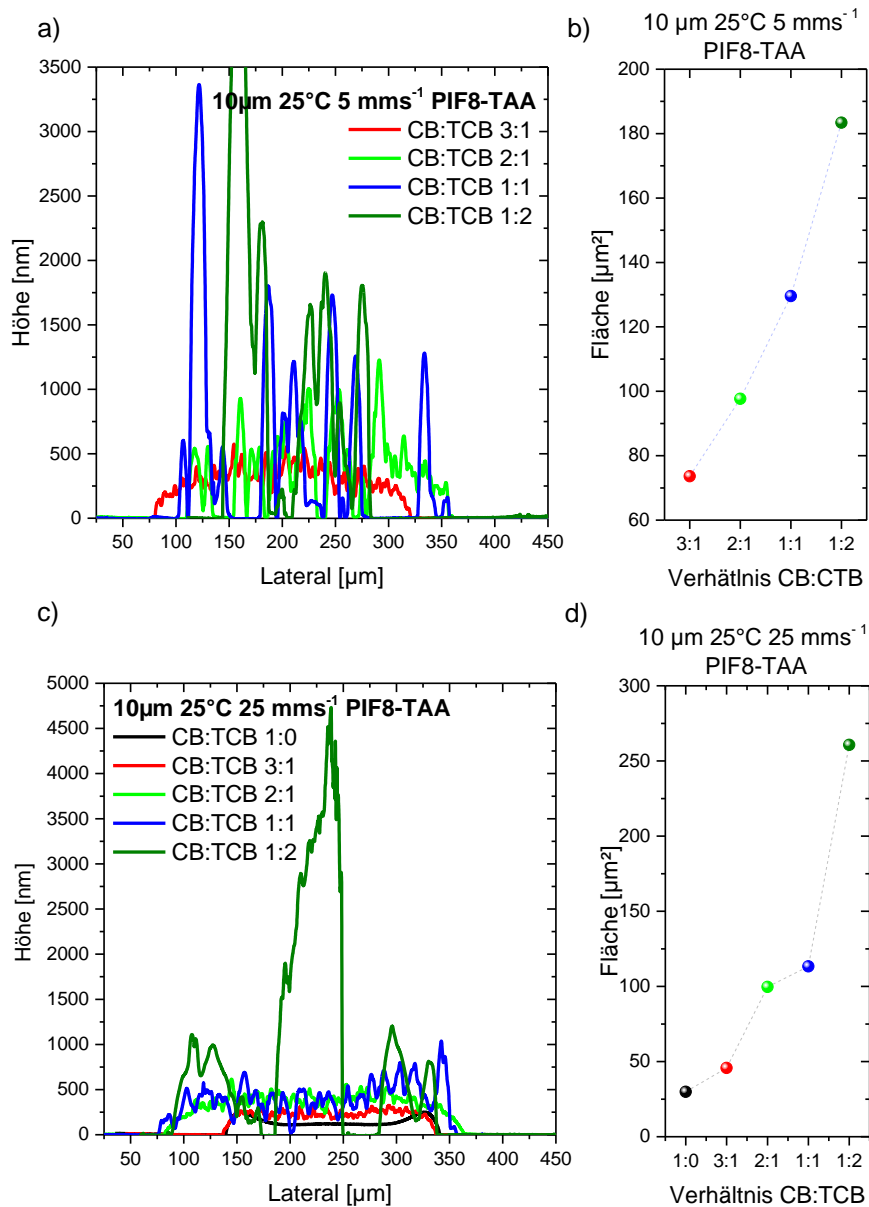 a)
10µm 25°C 5 mms⁻¹ PIF8-TAA
CB:TCB 3:1
CB:TCB 2:1
CB:TCB 1:1
CB:TCB 1:2
3500
3000
2500
2000
1500
1000
500
0
Höhe [nm]
50 100 150 200 250 300 350 400 450
Lateral [µm]
b)
10 µm 25°C 5 mms⁻¹
PIF8-TAA
200
180
160
140
120
100
80
60
Fläche [µm²]
3:1 2:1 1:1 1:2
Verhätlnis CB:CTB
c)
10µm 25°C 25 mms⁻¹ PIF8-TAA
CB:TCB 1:0
CB:TCB 3:1
CB:TCB 2:1
CB:TCB 1:1
CB:TCB 1:2
5000
4500
4000
3500
3000
2500
2000
1500
1000
500
0
Höhe [nm]
50 100 150 200 250 300 350 400 450
Lateral [µm]
d)
10 µm 25°C 25 mms⁻¹
PIF8-TAA
300
250
200
150
100
50
0
Fläche [µm²]
1:0 3:1 2:1 1:1 1:2
Verhältnis CB:TCB